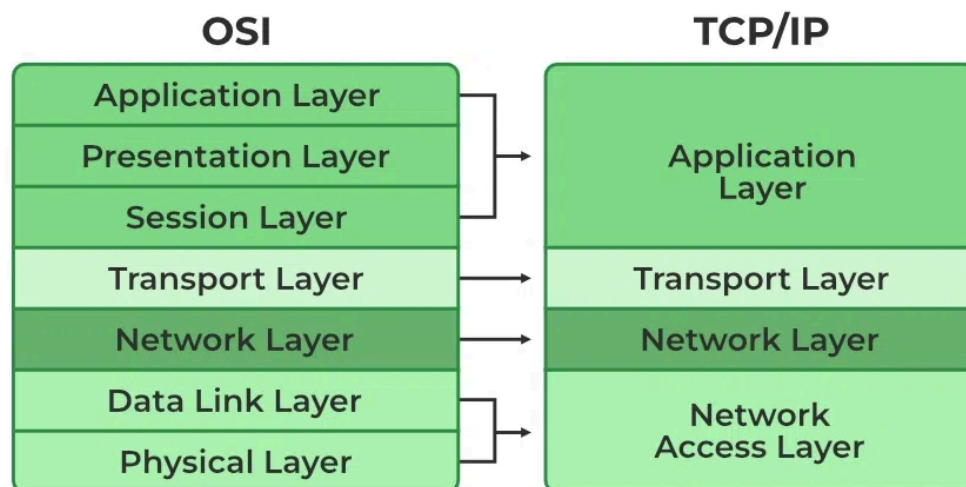 OSI
Application Layer
Presentation Layer
Session Layer
Transport Layer
Network Layer
Data Link Layer
Physical Layer
TCP/IP
Application
Layer
Transport Layer
Network Layer
Network
Access Layer